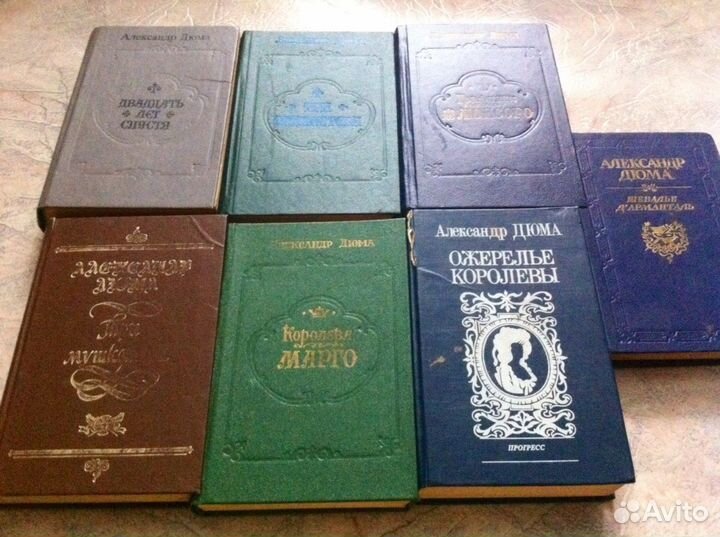 Александр Дюма
ДВАДЦАТЬ
ЛЕТ
СПУСТЯ
ТРИ
МУШКЕТЕРА
АЛЕКСАНДР
ДЮМА
ШЕВАЛЬЕ
Д'АРМАНТАЛЬ
АЛЕКСАНДР
ДЮМА
Три
Александр Дюма
Королева
МАРГО
Александр ДЮМА
ОЖЕРЕЛЬЕ
КОРОЛЕВЫ
ПРОГРЕСС
Avito